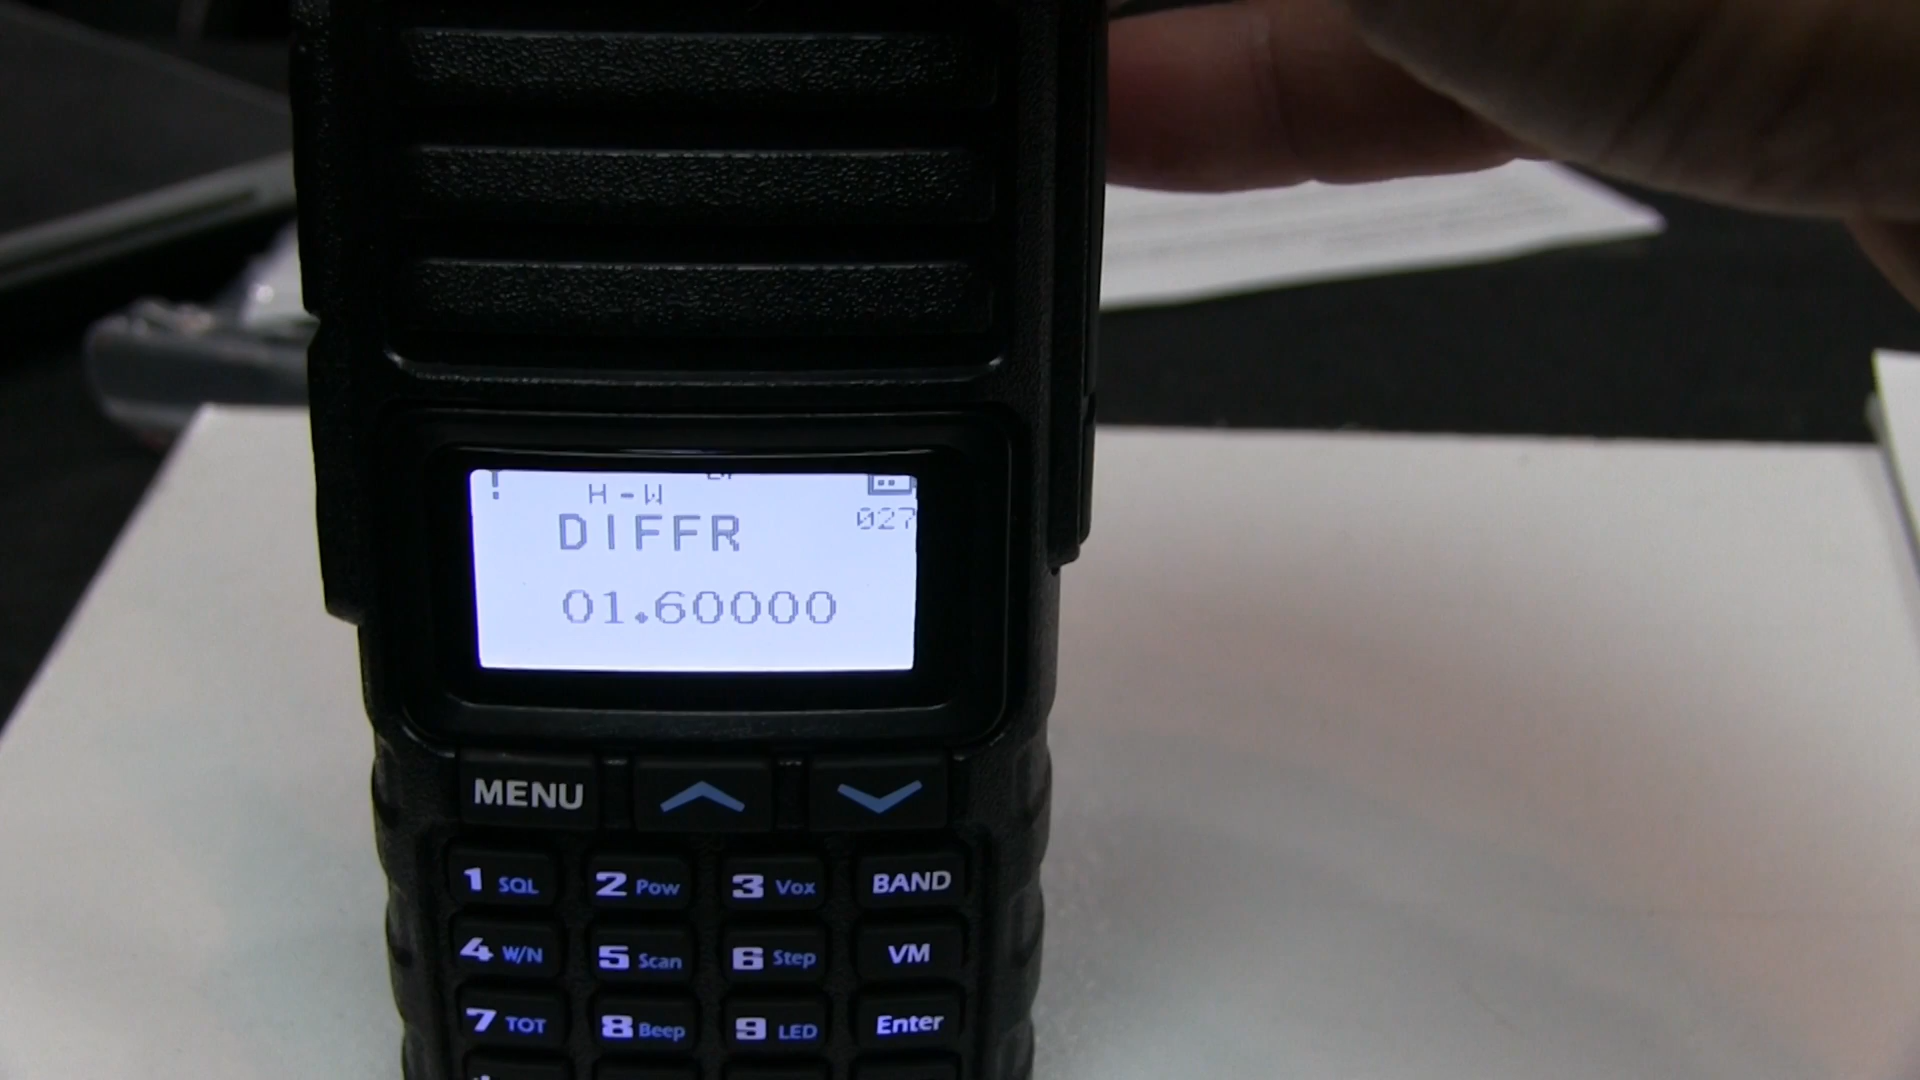 ! H-W
DIFFR 027
01.60000
MENU
1 SQL 2 Pow 3 Vox BAND
4 W/N 5 Scan 6 Step VM
7 TOT 8 Beep 9 LED Enter